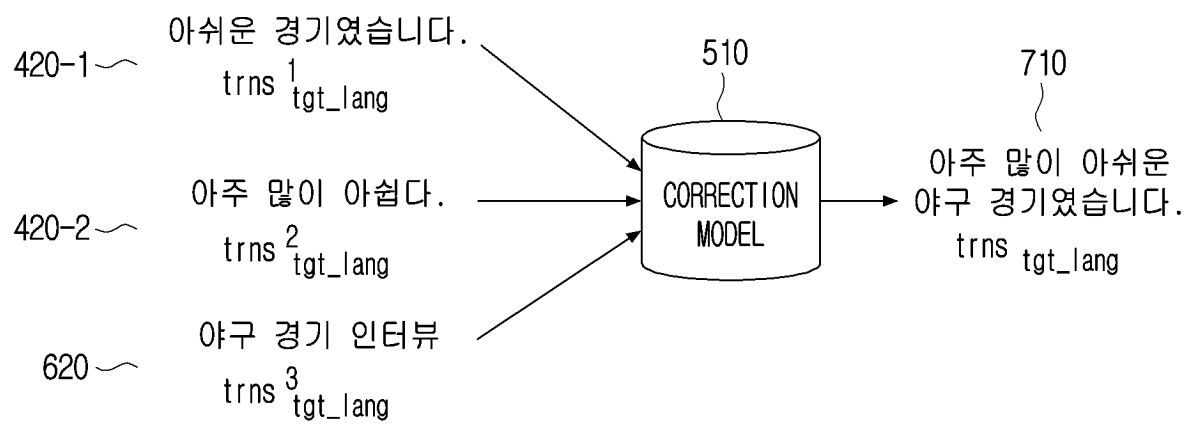 420-1
아쉬운 경기였습니다.
trns 1 tgt_lang
420-2
아주 많이 아쉽다.
trns 2 tgt_lang
620
야구 경기 인터뷰
trns 3 tgt_lang
510
CORRECTION
MODEL
710
아주 많이 아쉬운
야구 경기였습니다.
trns tgt_lang